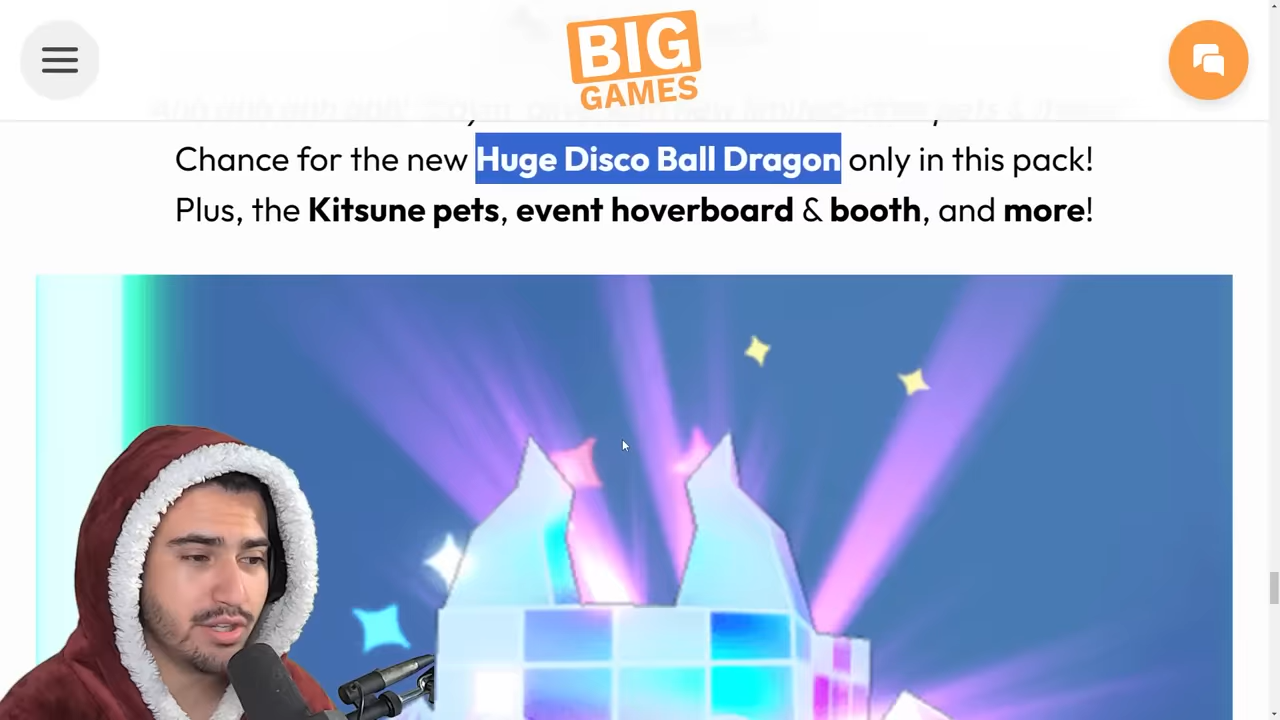 BIG
GAMES
Chance for the new Huge Disco Ball Dragon only in this pack!
Plus, the Kitsune pets, event hoverboard & booth, and more!